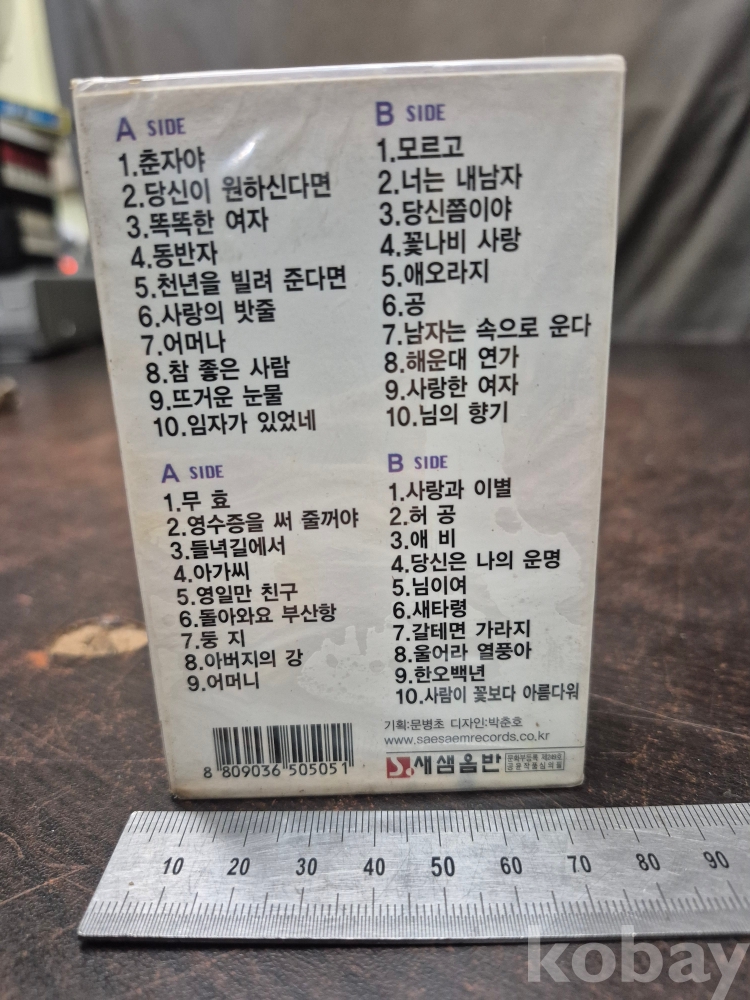 A SIDE
1.춘자야
2.당신이 원하신다면
3.똑똑한 여자
4.동반자
5.천년을 빌려 준다면
6.사랑의 밧줄
7.어머나
8.참 좋은 사람
9.뜨거운 눈물
10.임자가 있었네
B SIDE
1.모르고
2.너는 내남자
3.당신쯤이야
4.꽃나비 사랑
5.애오라지
6.공
7.남자는 속으로 운다
8.해운대 연가
9.사랑한 여자
10.님의 향기
A SIDE
1.무 효
2.영수증을 써 줄꺼야
3.들녘길에서
4.아가씨
5.영일만 친구
6.돌아와요 부산항
7.둥 지
8.아버지의 강
9.어머니
B SIDE
1.사랑과 이별
2.허 공
3.애 비
4.당신은 나의 운명
5.님이여
6.새타령
7.갈테면 가라지
8.울어라 열풍아
9.한오백년
10.사람이 꽃보다 아름다워
8 809036 505051
기획:문병초 디자인:박춘호
www.saesaemrecords.co.kr
새샘음반
10 20 30 40 50 60 70 80 90
kobay